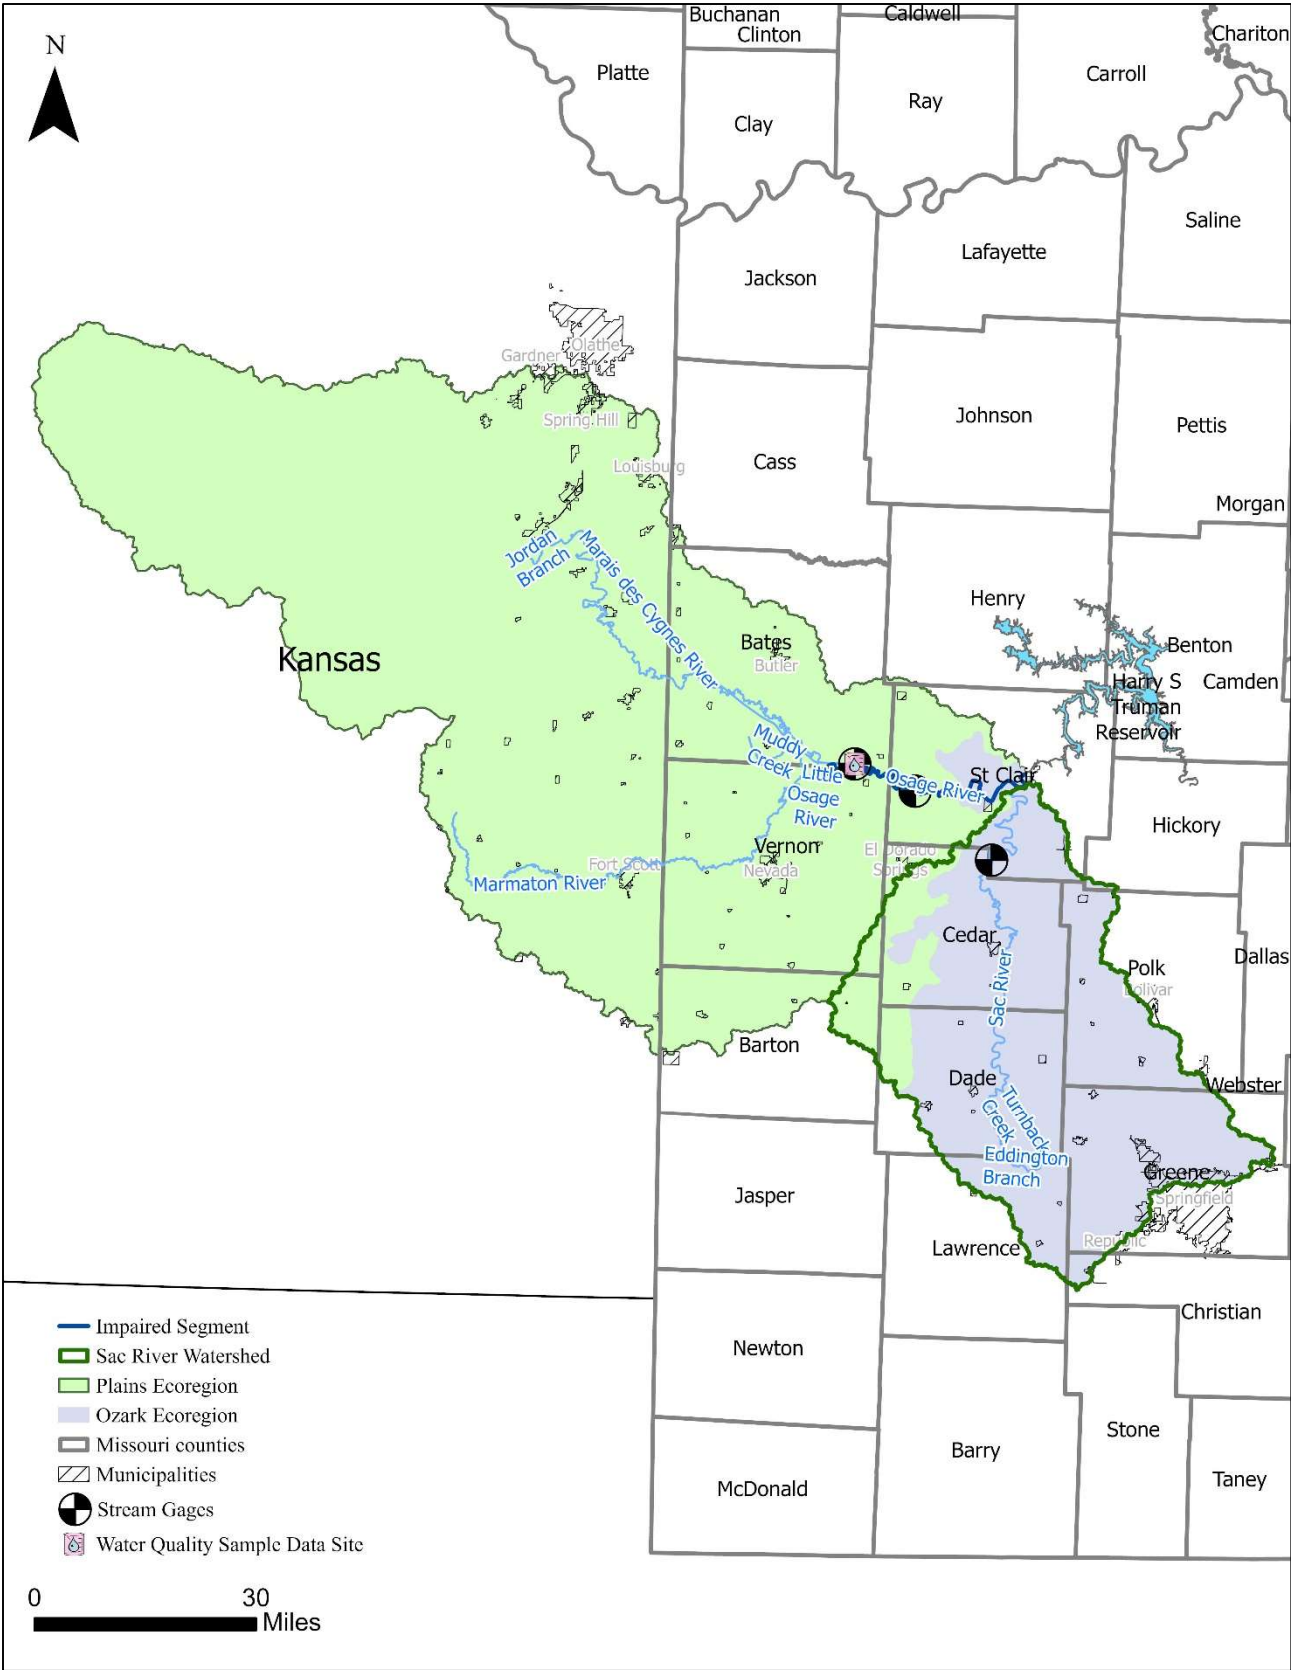 N
Buchanan
Clinton
Caldwell
Chariton
Platte
Clay
Ray
Carroll
Saline
Jackson
Lafayette
Gardner
Olathe
Spring Hill
Louisburg
Cass
Johnson
Pettis
Morgan
Jordan
Branch
Marais des Cygnes River
Kansas
Bates
Butler
Henry
Benton
Harry S
Truman
Reservoir
Camden
Muddy
Creek
Little
Osage
River
Osage River
St Clair
Hickory
Vernon
Nevada
El Dorado
Springs
Fort Scott
Marmaton River
Cedar
Sac River
Polk
Bolivar
Dallas
Barton
Dade
Turnback
Creek
Eddington
Branch
Webster
Greene
Springfield
Republic
Jasper
Lawrence
Christian
Newton
Barry
Stone
Taney
McDonald
Impaired Segment
Sac River Watershed
Plains Ecoregion
Ozark Ecoregion
Missouri counties
Municipalities
Stream Gages
Water Quality Sample Data Site
0 30
Miles